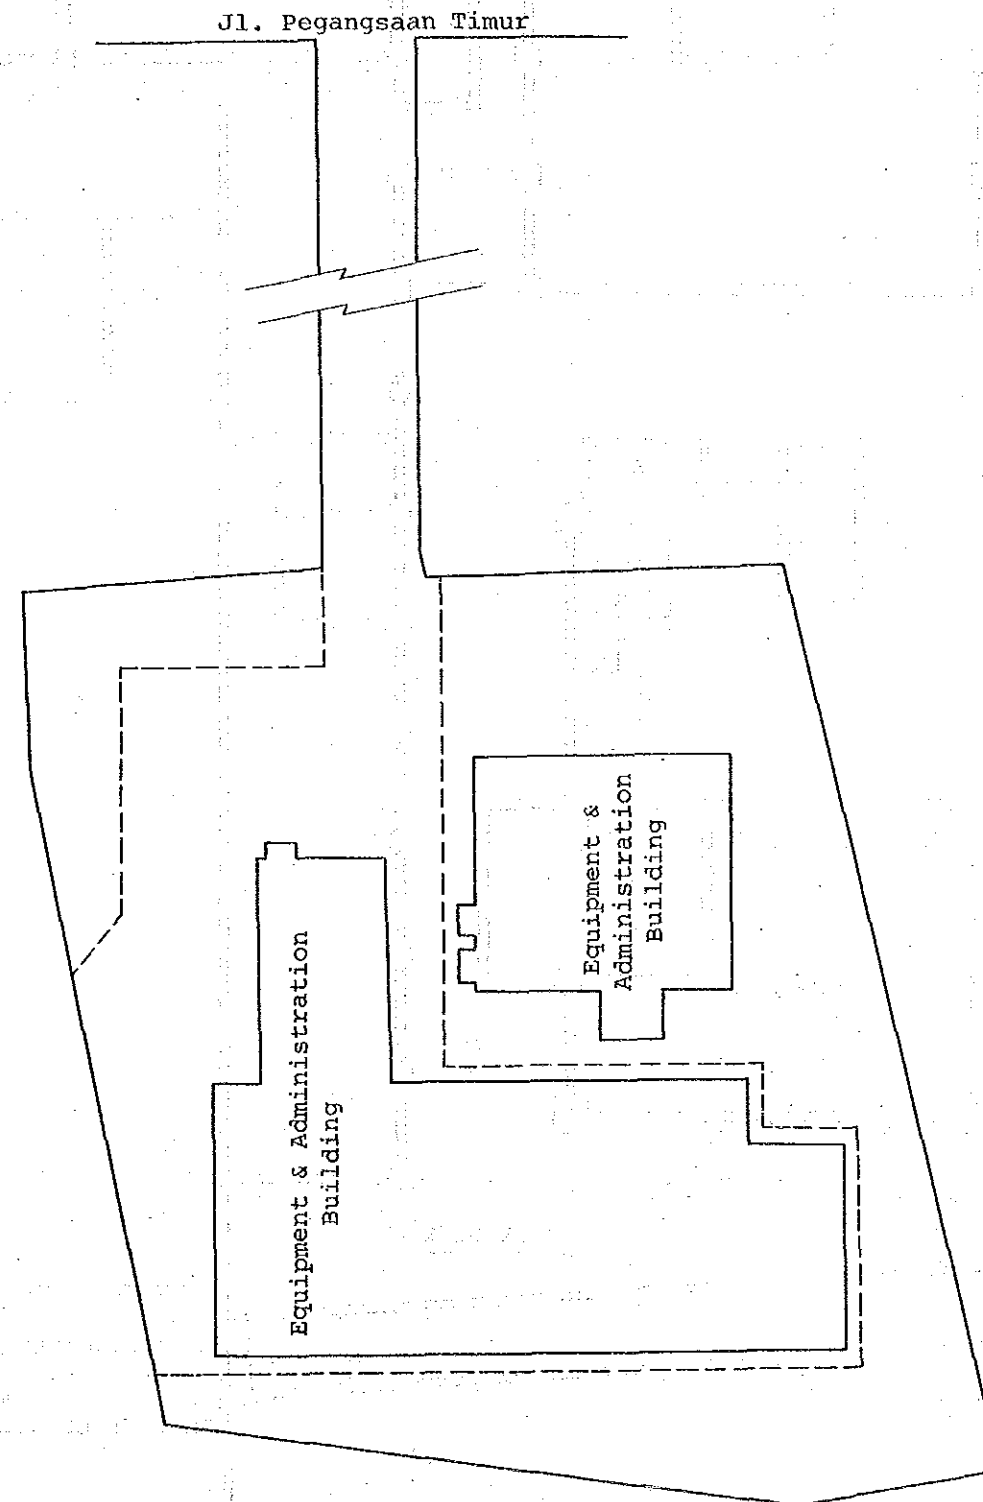 Jl. Pegangsaan Timur
Equipment &
Administration
Building
Equipment & Administration
Building